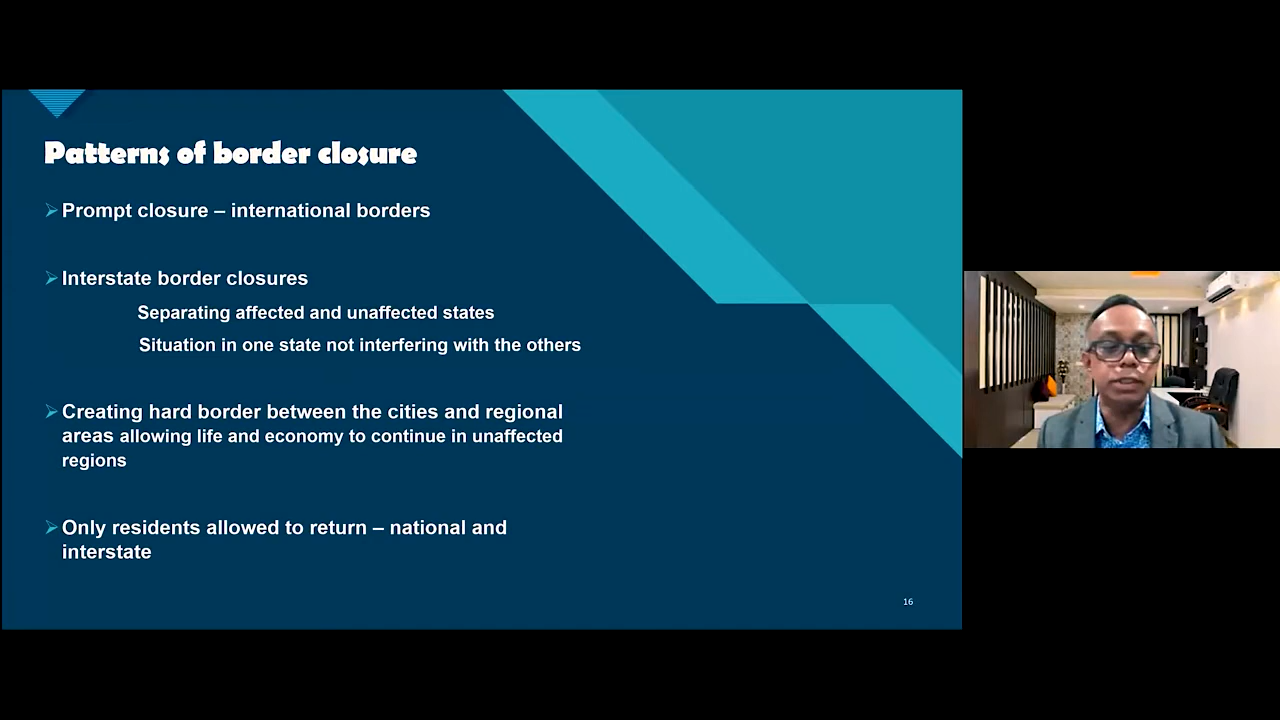 Patterns of border closure
Prompt closure – international borders
Interstate border closures
Separating affected and unaffected states
Situation in one state not interfering with the others
Creating hard border between the cities and regional
areas allowing life and economy to continue in unaffected
regions
Only residents allowed to return – national and
interstate
16